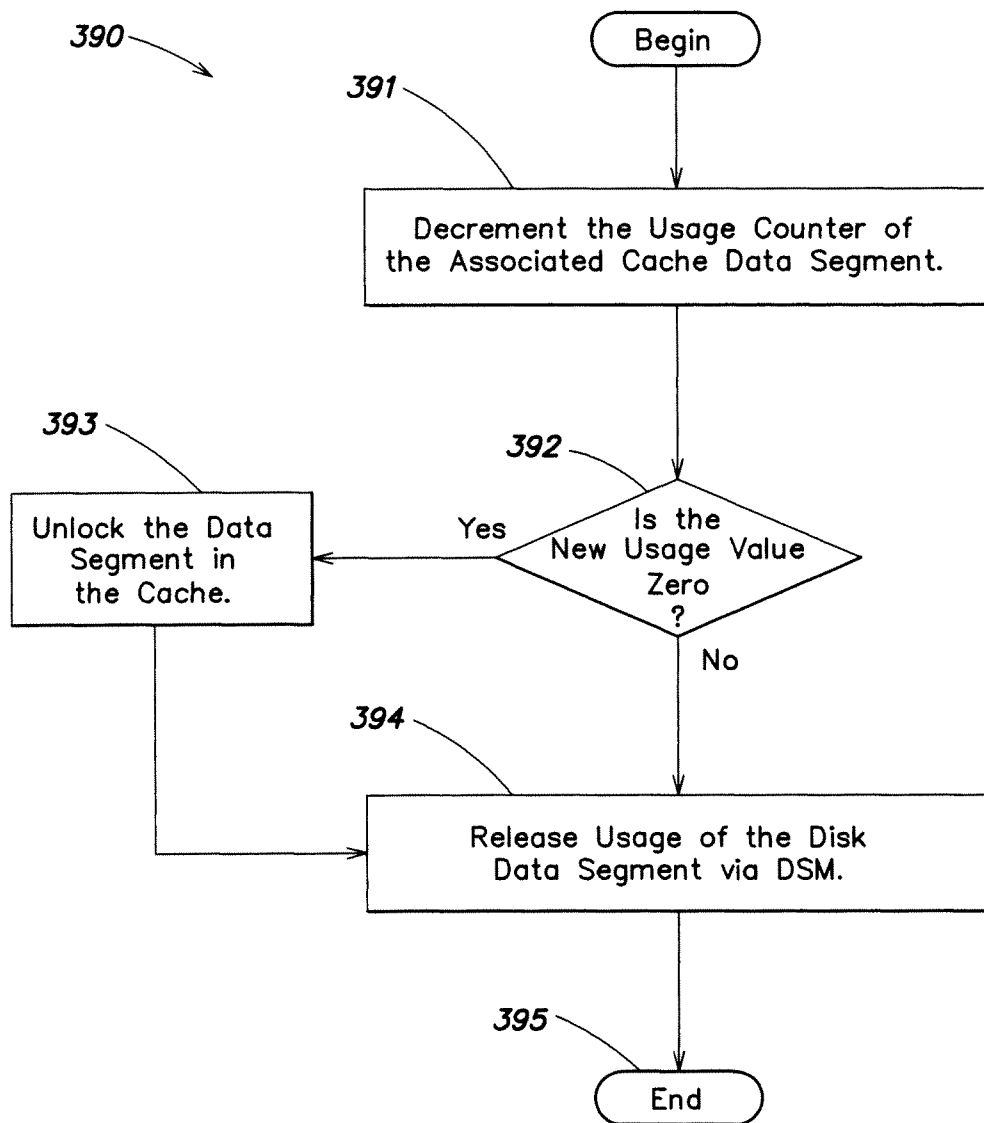 390
Begin
391
Decrement the Usage Counter of
the Associated Cache Data Segment.
393
392
Unlock the Data
Segment in
the Cache.
Yes
Is the
New Usage Value
Zero
?
No
394
Release Usage of the Disk
Data Segment via DSM.
395
End